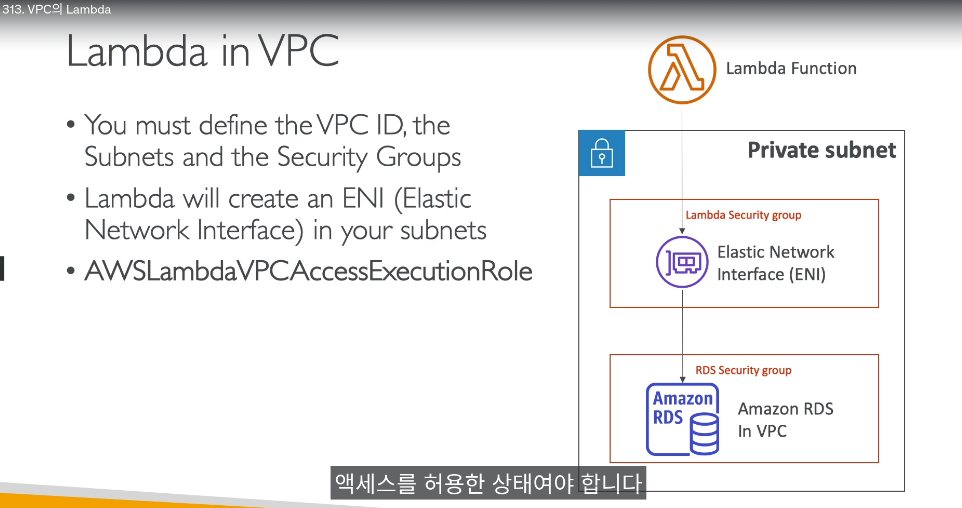 313. VPC의 Lambda
Lambda in VPC
• You must define the VPC ID, the
Subnets and the Security Groups
• Lambda will create an ENI (Elastic
Network Interface) in your subnets
• AWSLambdaVPCAccessExecutionRole
Lambda Function
Private subnet
Lambda Security group
Elastic Network
Interface (ENI)
RDS Security group
Amazon
RDS
Amazon RDS
In VPC
액세스를 허용한 상태여야 합니다